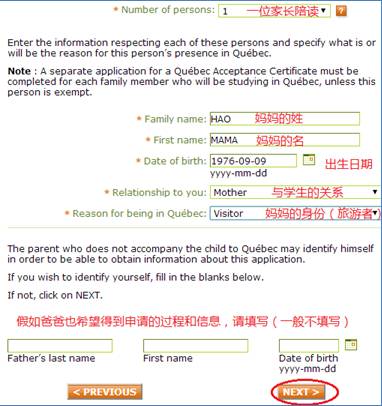 * Number of persons: 1 一位家长陪读 ?
Enter the information respecting each of these persons and specify what is or
will be the reason for this person's presence in Québec.
Note : A separate application for a Québec Acceptance Certificate must be
completed for each family member who will be studying in Québec, unless this
person is exempt.
* Family name: HAO 妈妈的姓
* First name: MAMA 妈妈的名
* Date of birth: 1976-09-09 出生日期
yyyy-mm-dd
* Relationship to you: Mother 与学生的关系
* Reason for being in Québec: Visitor 妈妈的身份（旅游者）
The parent who does not accompany the child to Québec may identify himself
in order to be able to obtain information about this application.
If you wish to identify yourself, fill in the blanks below.
If not, click on NEXT.
假如爸爸也希望得到申请的过程和信息，请填写（一般不填写）
Father's last name First name Date of birth
yyyy-mm-dd
< PREVIOUS NEXT >